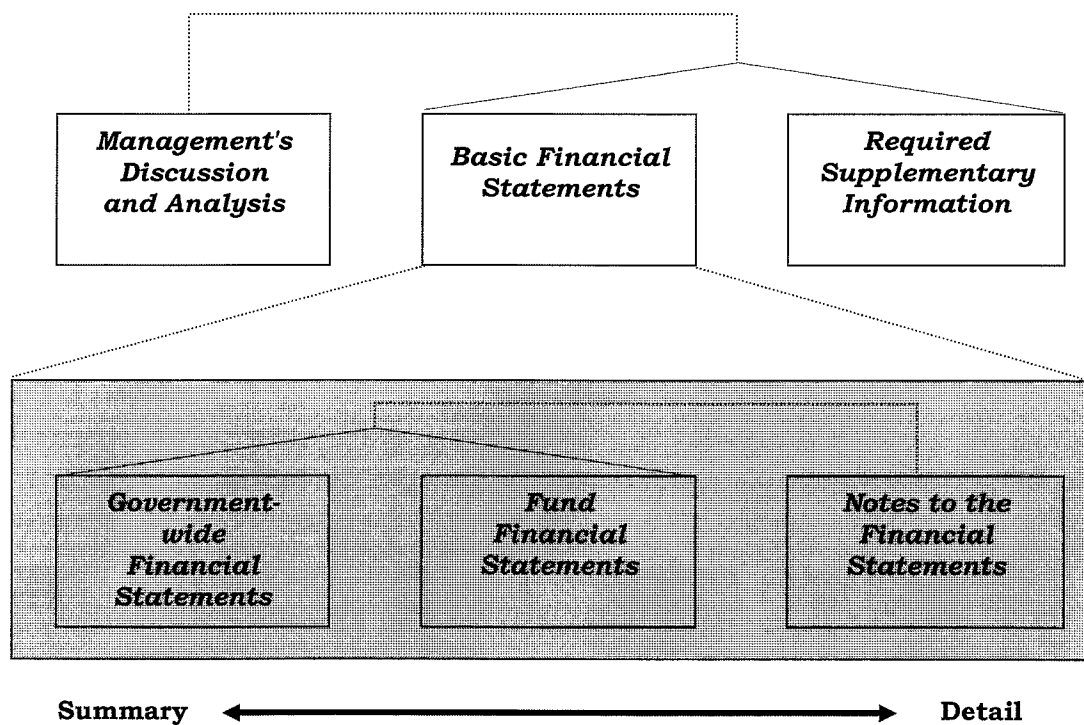 Management's
Discussion
and Analysis
Basic Financial
Statements
Required
Supplementary
Information
Government-
wide
Financial
Statements
Fund
Financial
Statements
Notes to the
Financial
Statements
Summary
Detail